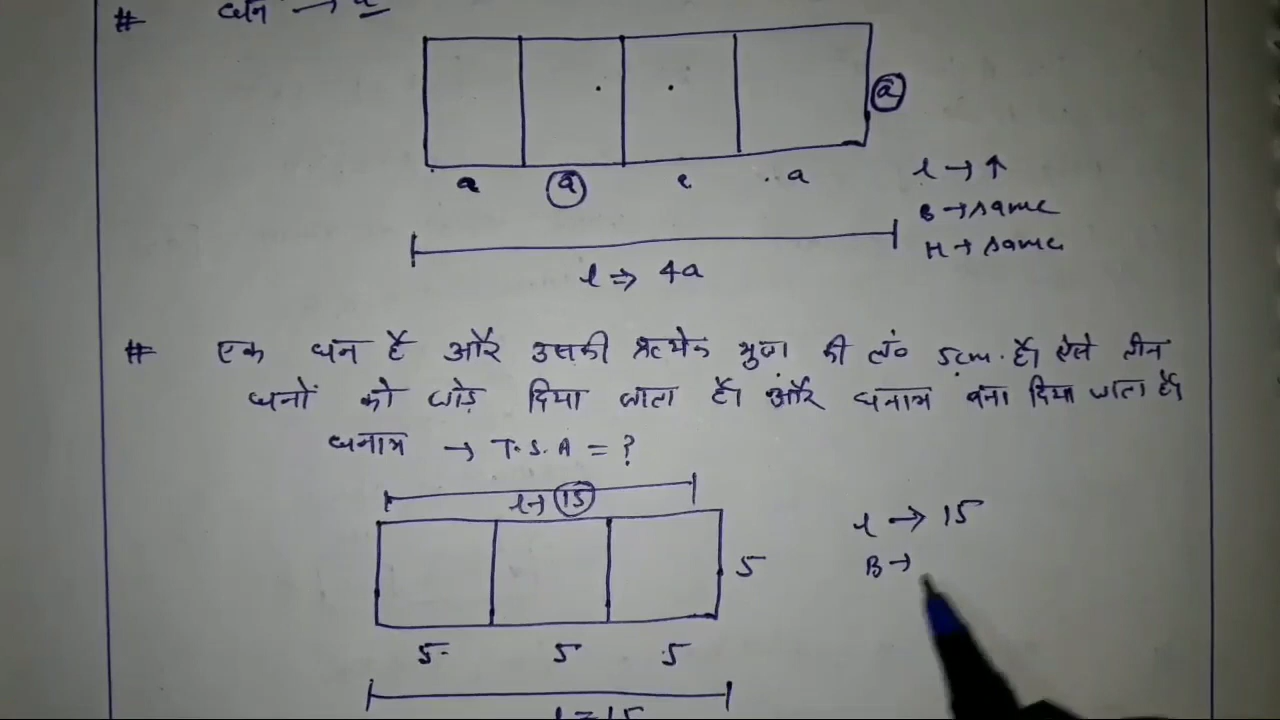 # घन → a
a
a a a a
l → ↑
B → same
H → same
l ⇒ 4a
# एक घन है और उसकी प्रत्येक भुजा की लं० 5cm. है। ऐसे तीन
घनों को जोड़ दिया जाता है। और घनाभ बना दिया जाता है।
घनाभ → T.S.A = ?
l → 15
l → 15
B →
5
5 5 5
l = 15